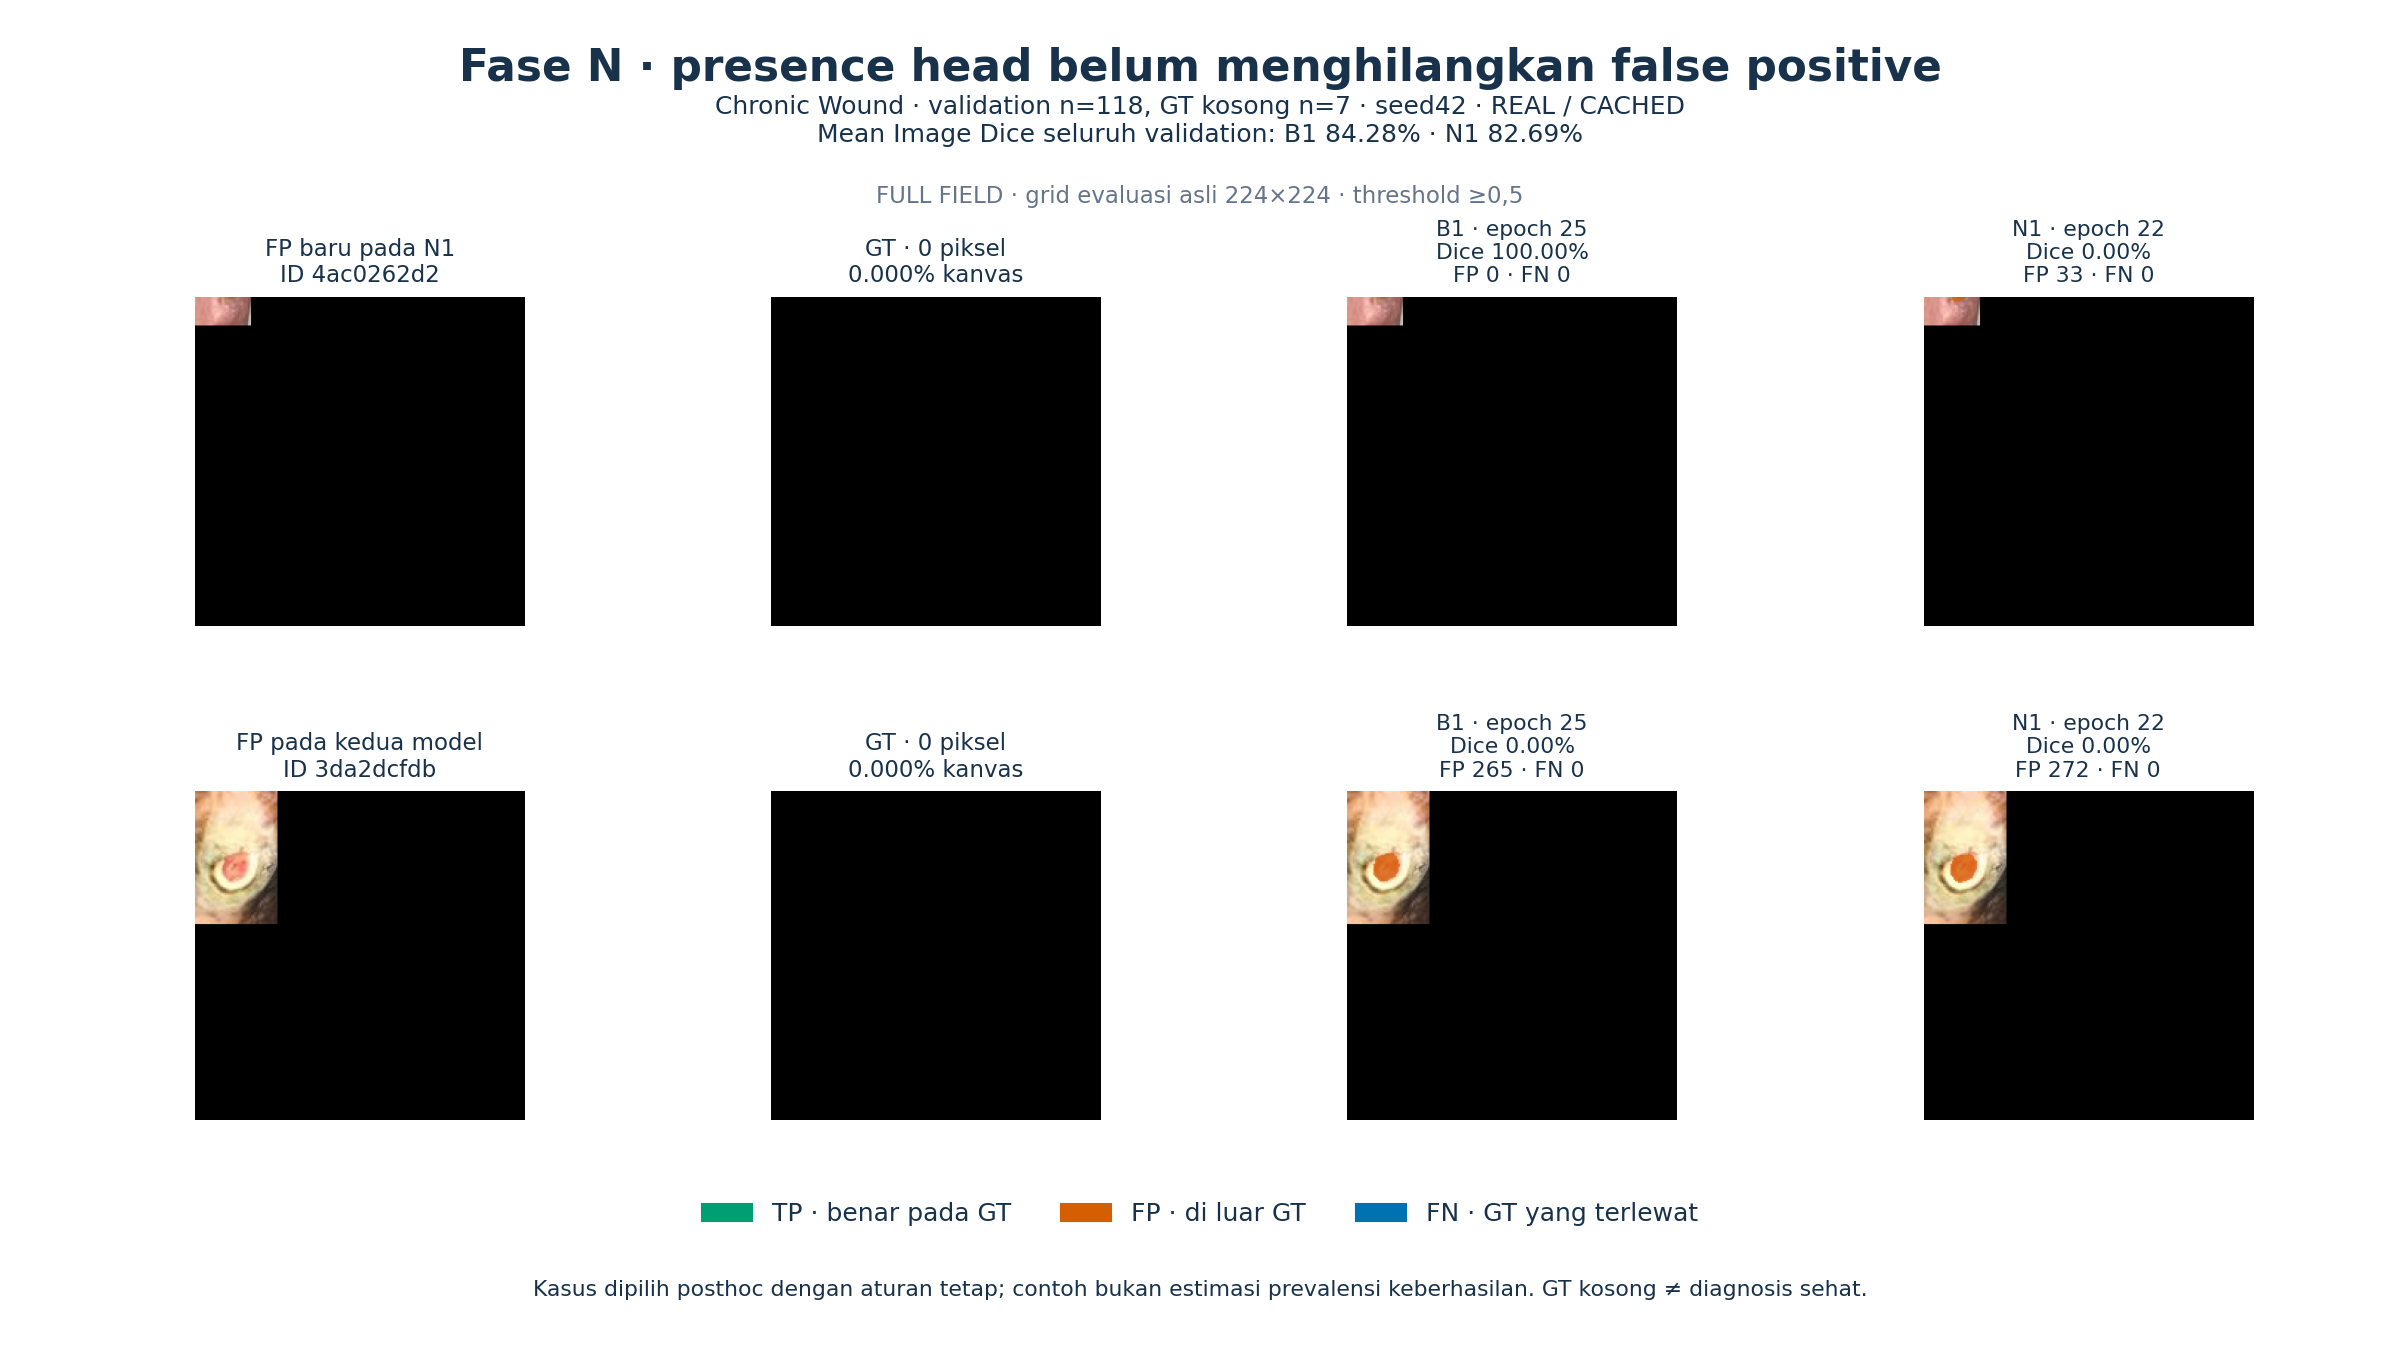 Fase N · presence head belum menghilangkan false positive
Chronic Wound · validation n=118, GT kosong n=7 · seed42 · REAL / CACHED
Mean Image Dice seluruh validation: B1 84.28% · N1 82.69%
FULL FIELD · grid evaluasi asli 224×224 · threshold ≥0,5
FP baru pada N1
ID 4ac0262d2
GT · 0 piksel
0.000% kanvas
B1 · epoch 25
Dice 100.00%
FP 0 · FN 0
N1 · epoch 22
Dice 0.00%
FP 33 · FN 0
FP pada kedua model
ID 3da2dcfdb
GT · 0 piksel
0.000% kanvas
B1 · epoch 25
Dice 0.00%
FP 265 · FN 0
N1 · epoch 22
Dice 0.00%
FP 272 · FN 0
TP · benar pada GT
FP · di luar GT
FN · GT yang terlewat
Kasus dipilih posthoc dengan aturan tetap; contoh bukan estimasi prevalensi keberhasilan. GT kosong ≠ diagnosis sehat.